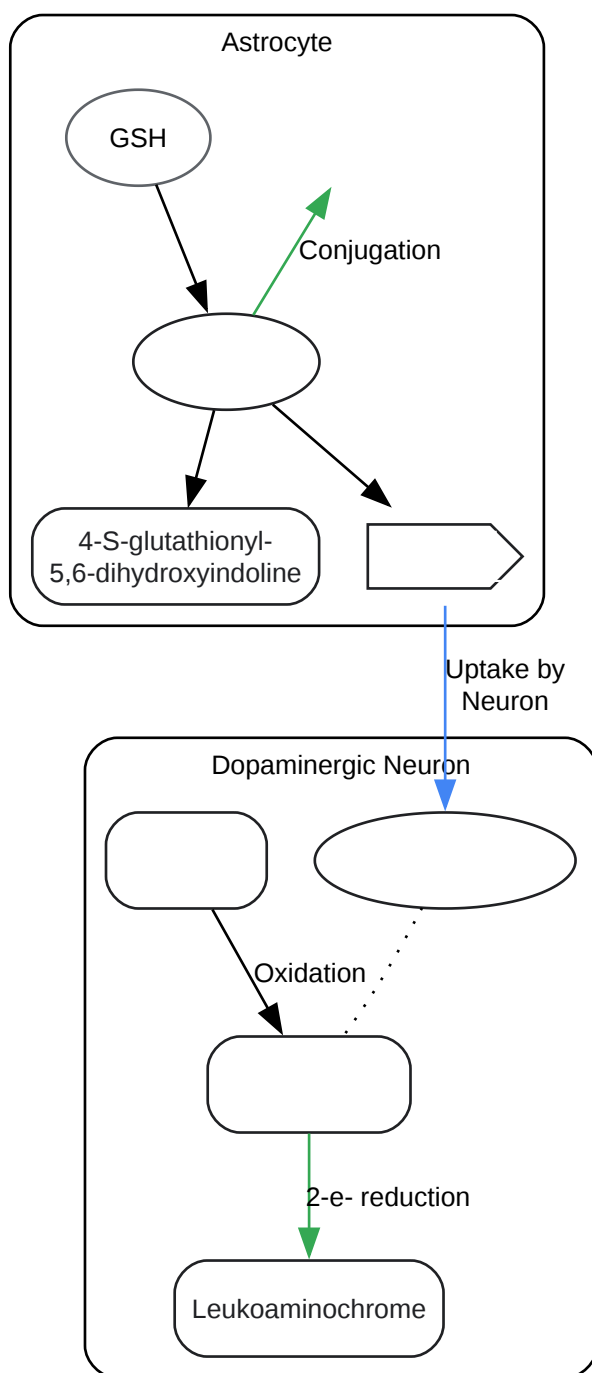 Astrocyte
GSH
Conjugation
4-S-glutathionyl-
5,6-dihydroxyindoline
Uptake by
Neuron
Dopaminergic Neuron
Oxidation
2-e- reduction
Leukoaminochrome